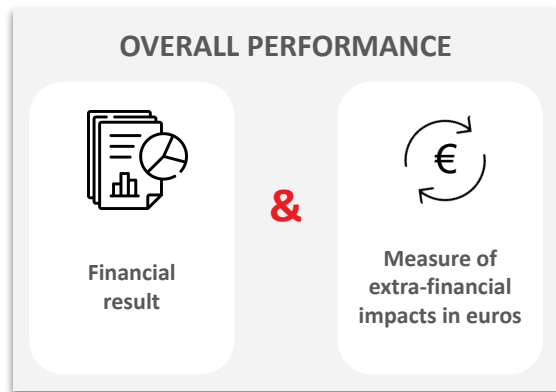 OVERALL PERFORMANCE
Financial
result
&
€
Measure of
extra-financial
impacts in euros